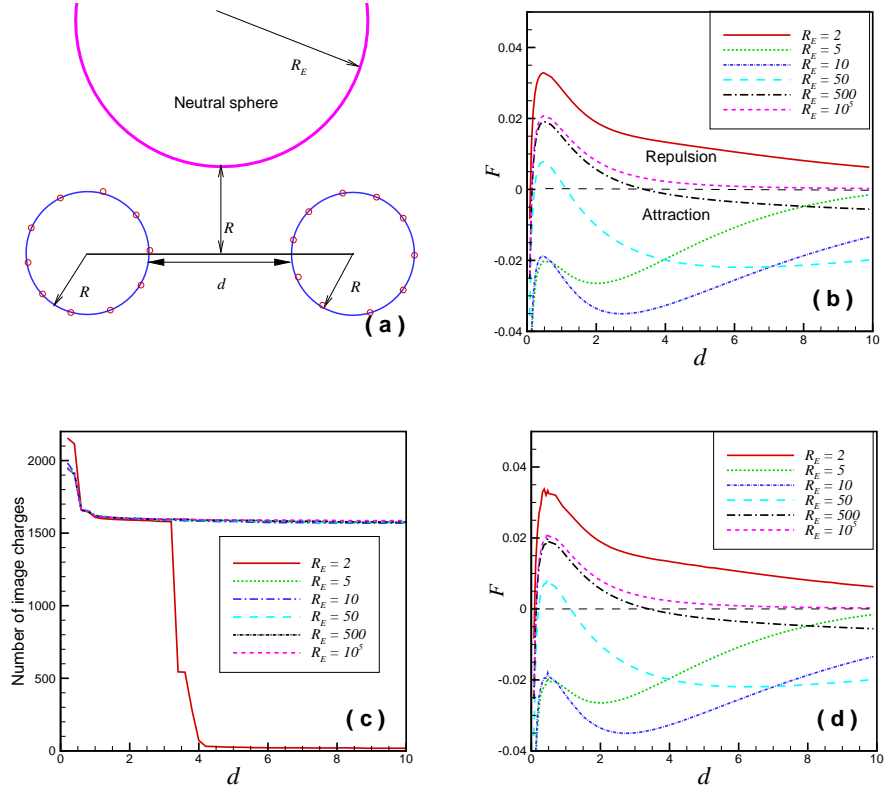 R_E
Neutral sphere
R
R
d
R
( a )
F
0.04
0.02
0
-0.02
-0.04
0
2
4
6
8
10
d
R_E = 2
R_E = 5
R_E = 10
R_E = 50
R_E = 500
R_E = 10^5
Repulsion
Attraction
( b )
Number of image charges
2000
1600
1200
800
400
0
0
2
4
6
8
10
d
R_E = 2
R_E = 5
R_E = 10
R_E = 50
R_E = 500
R_E = 10^5
( c )
F
0.04
0.02
0
-0.02
-0.04
0
2
4
6
8
10
d
R_E = 2
R_E = 5
R_E = 10
R_E = 50
R_E = 500
R_E = 10^5
( d )